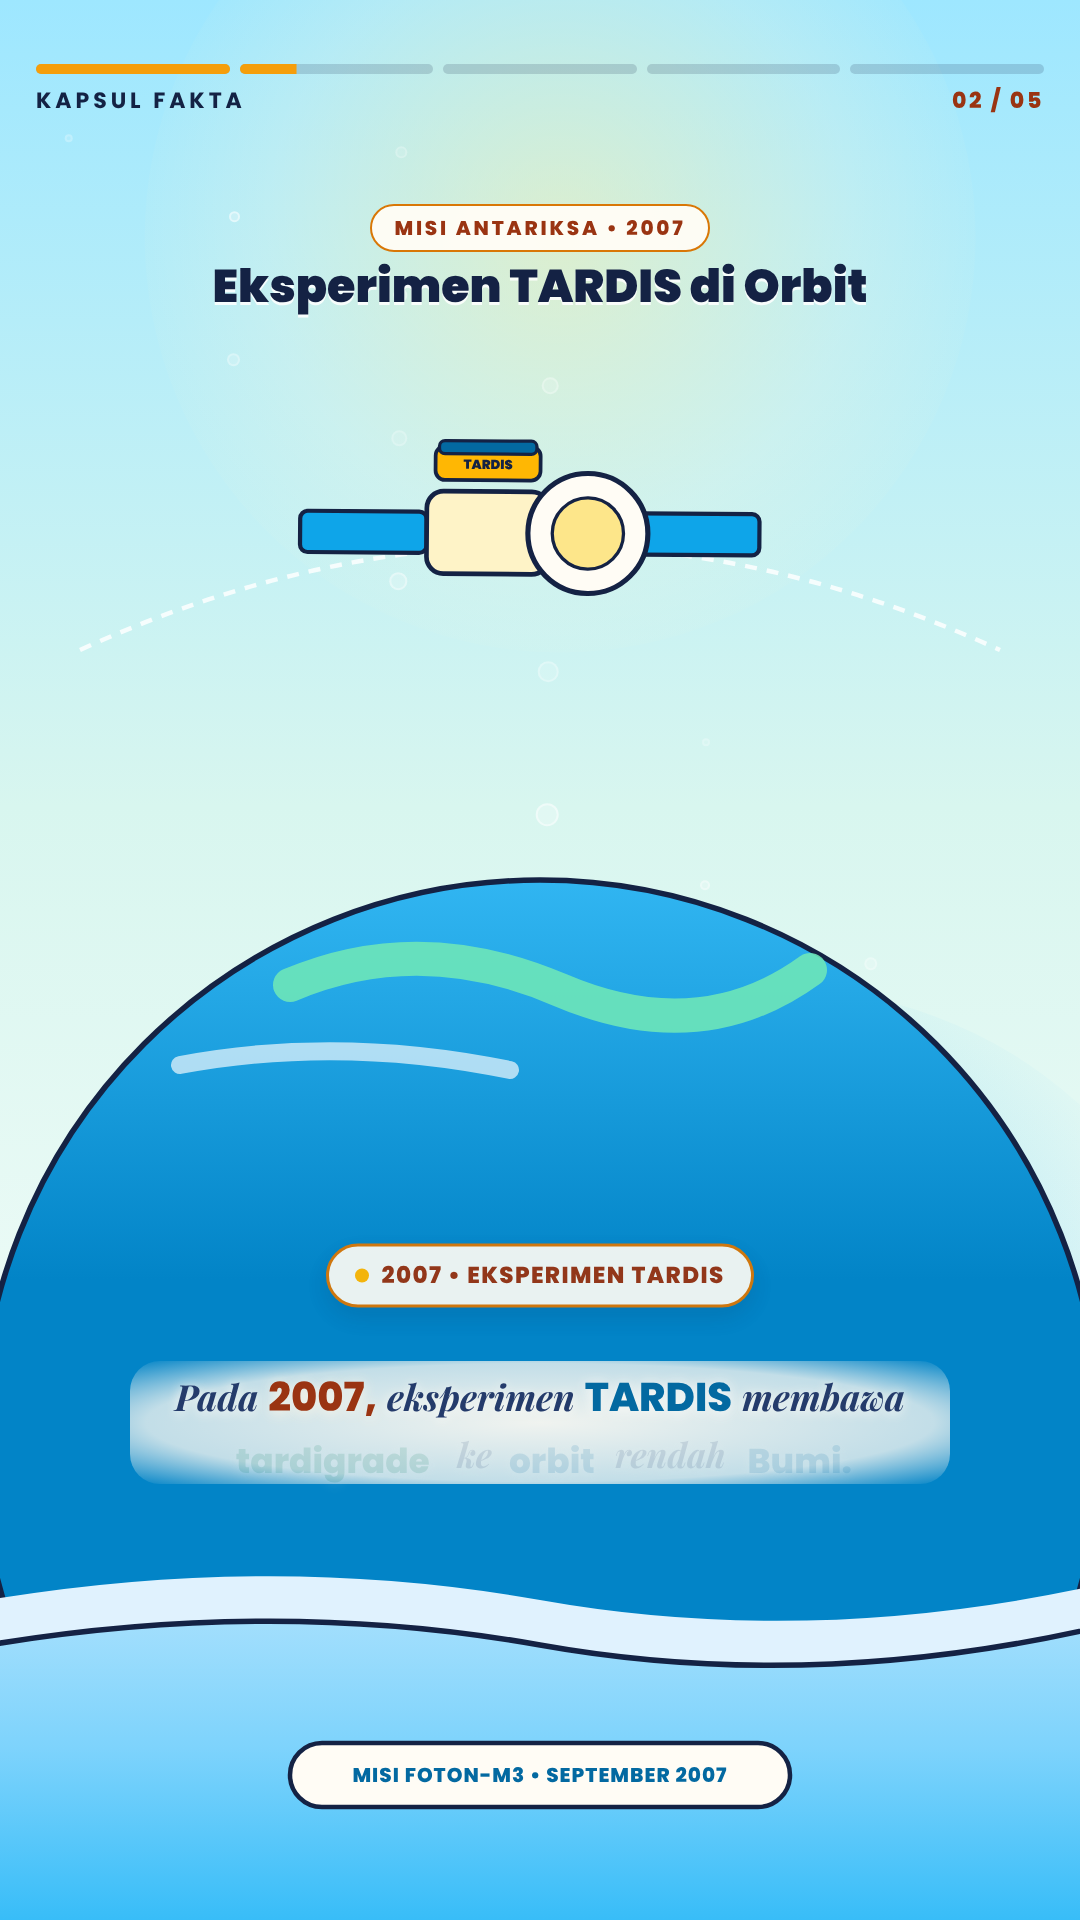 KAPSUL FAKTA
02 / 05
MISI ANTARIKSA • 2007
Eksperimen TARDIS di Orbit
TARDIS
2007 • EKSPERIMEN TARDIS
Pada 2007, eksperimen TARDIS membawa
tardigrade ke orbit rendah Bumi.
MISI FOTON-M3 • SEPTEMBER 2007